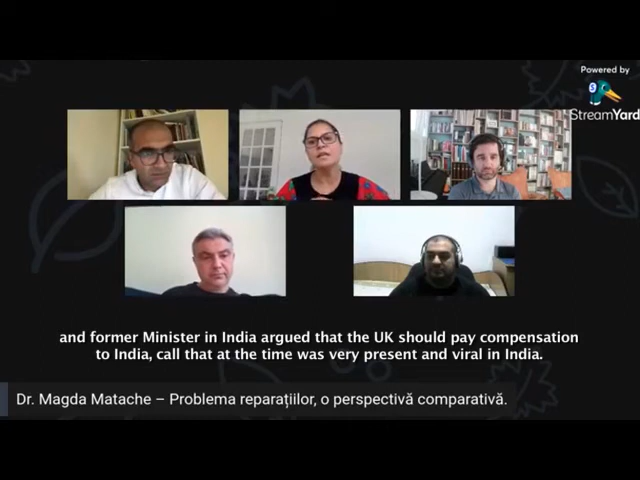 Powered by
StreamYard
and former Minister in India argued that the UK should pay compensation
to India, call that at the time was very present and viral in India.
Dr. Magda Matache – Problema reparațiilor, o perspectivă comparativă.